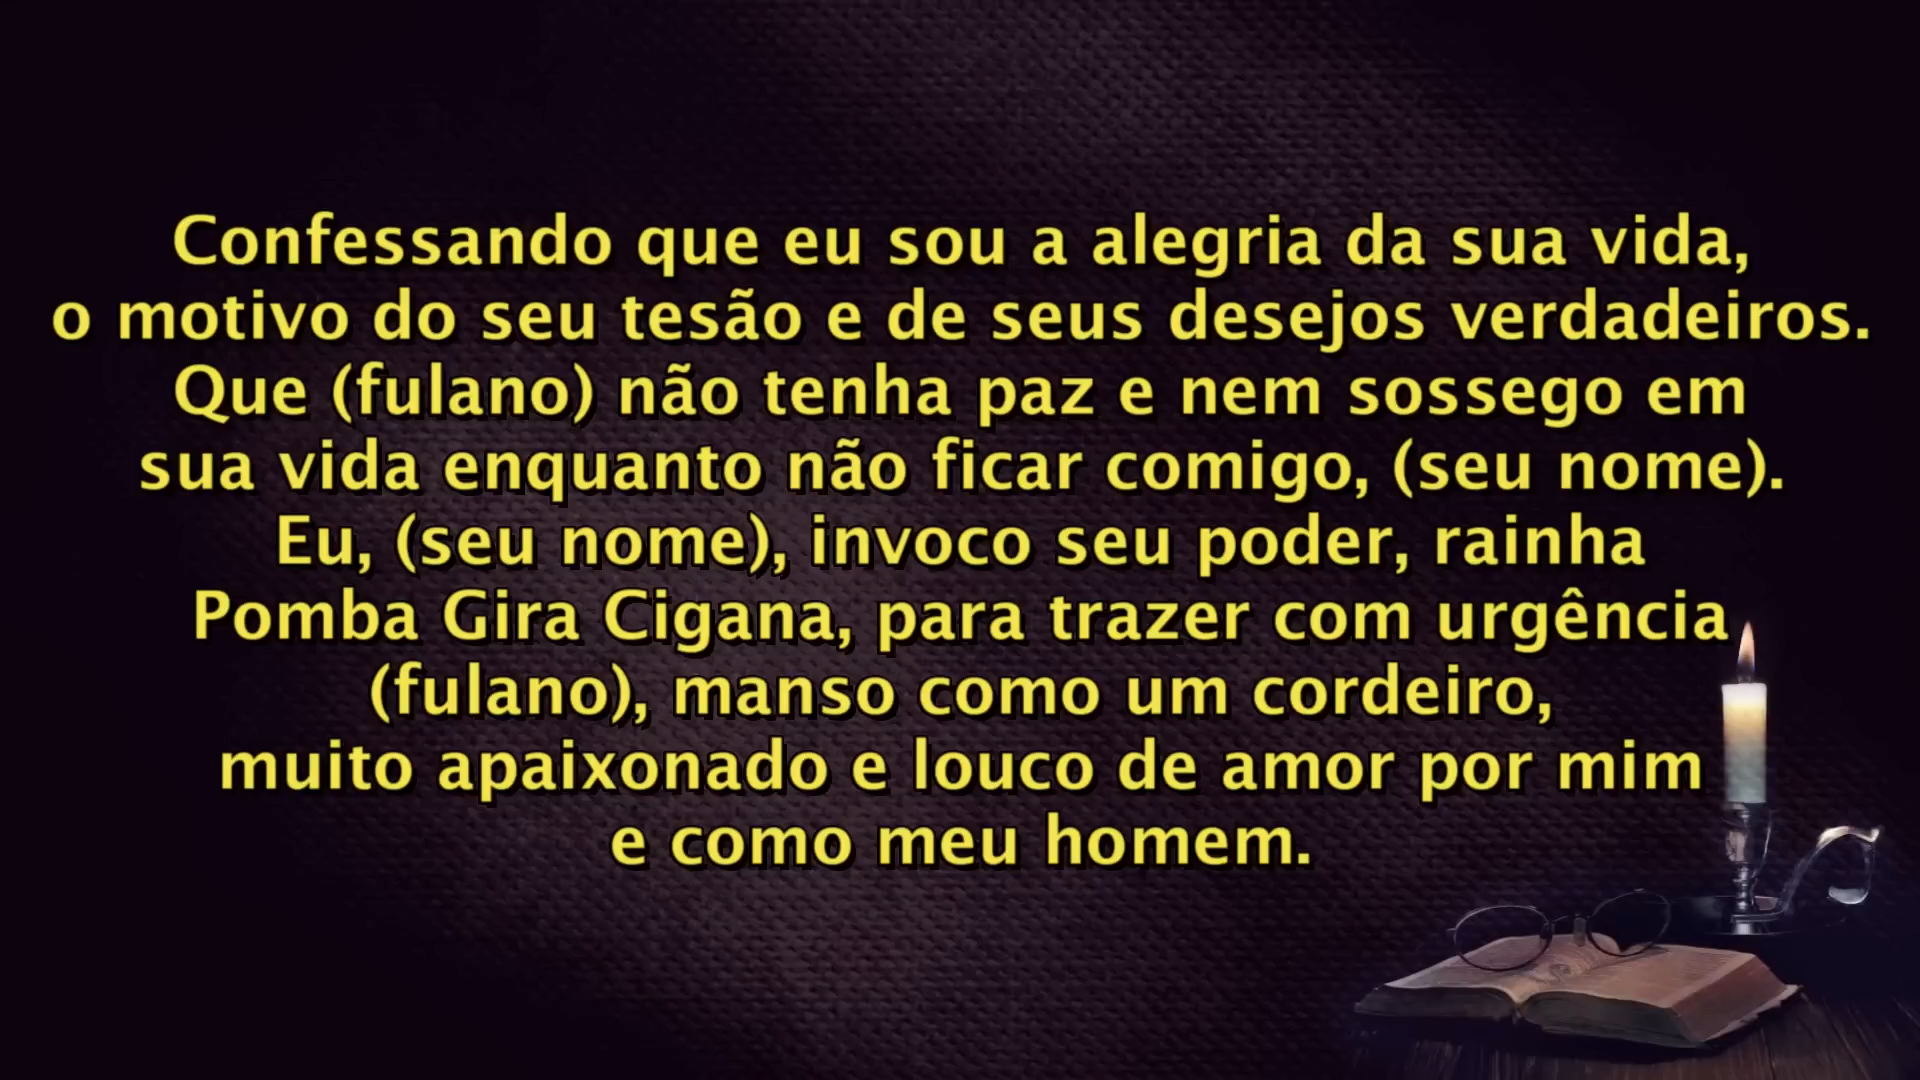 Confessando que eu sou a alegria da sua vida,
o motivo do seu tesão e de seus desejos verdadeiros.
Que (fulano) não tenha paz e nem sossego em
sua vida enquanto não ficar comigo, (seu nome).
Eu, (seu nome), invoco seu poder, rainha
Pomba Gira Cigana, para trazer com urgência
(fulano), manso como um cordeiro,
muito apaixonado e louco de amor por mim
e como meu homem.